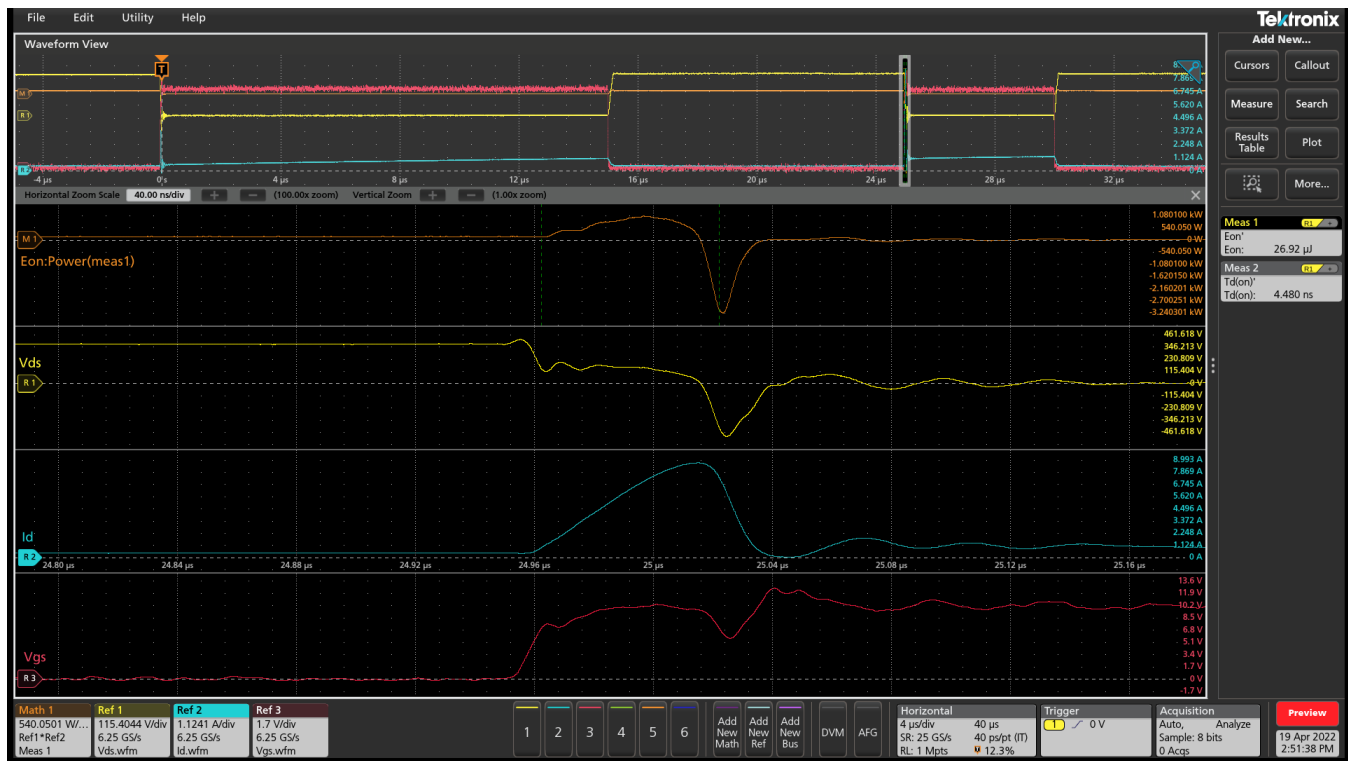 File Edit Utility Help
Tektronix
Waveform View
Add New...
Cursors Callout
Measure Search
Results Table Plot
More...
T
M 1
R 1
7.869 A
6.745 A
5.620 A
4.496 A
3.372 A
2.248 A
1.124 A
0 A
-4 µs 0 s 4 µs 8 µs 12 µs 16 µs 20 µs 24 µs 28 µs 32 µs
Horizontal Zoom Scale 40.00 ns/div + − (100.00x zoom) Vertical Zoom + − (1.00x zoom)
Meas 1 R1
Eon'
Eon: 26.92 µJ
Meas 2 R1
Td(on)'
Td(on): 4.480 ns
M 1
Eon:Power(meas1)
1.080100 kW
540.050 W
0 W
-540.050 W
-1.080100 kW
-1.620150 kW
-2.160201 kW
-2.700251 kW
-3.240301 kW
Vds
R 1
461.618 V
346.213 V
230.809 V
115.404 V
0 V
-115.404 V
-230.809 V
-346.213 V
-461.618 V
Id
R 2
8.993 A
7.869 A
6.745 A
5.620 A
4.496 A
3.372 A
2.248 A
1.124 A
0 A
24.80 µs 24.84 µs 24.88 µs 24.92 µs 24.96 µs 25 µs 25.04 µs 25.08 µs 25.12 µs 25.16 µs
Vgs
R 3
13.6 V
11.9 V
10.2 V
8.5 V
6.8 V
5.1 V
3.4 V
1.7 V
0 V
-1.7 V
Math 1
540.0501 W/...
Ref1*Ref2
Meas 1
Ref 1
115.4044 V/div
6.25 GS/s
Vds.wfm
Ref 2
1.1241 A/div
6.25 GS/s
Id.wfm
Ref 3
1.7 V/div
6.25 GS/s
Vgs.wfm
1 2 3 4 5 6
Add New Math
Add New Ref
Add New Bus
DVM
AFG
Horizontal
4 µs/div 40 µs
SR: 25 GS/s 40 ps/pt (IT)
RL: 1 Mpts 12.3%
Trigger
1 0 V
Acquisition
Auto, Analyze
Sample: 8 bits
0 Acqs
Preview
19 Apr 2022
2:51:38 PM